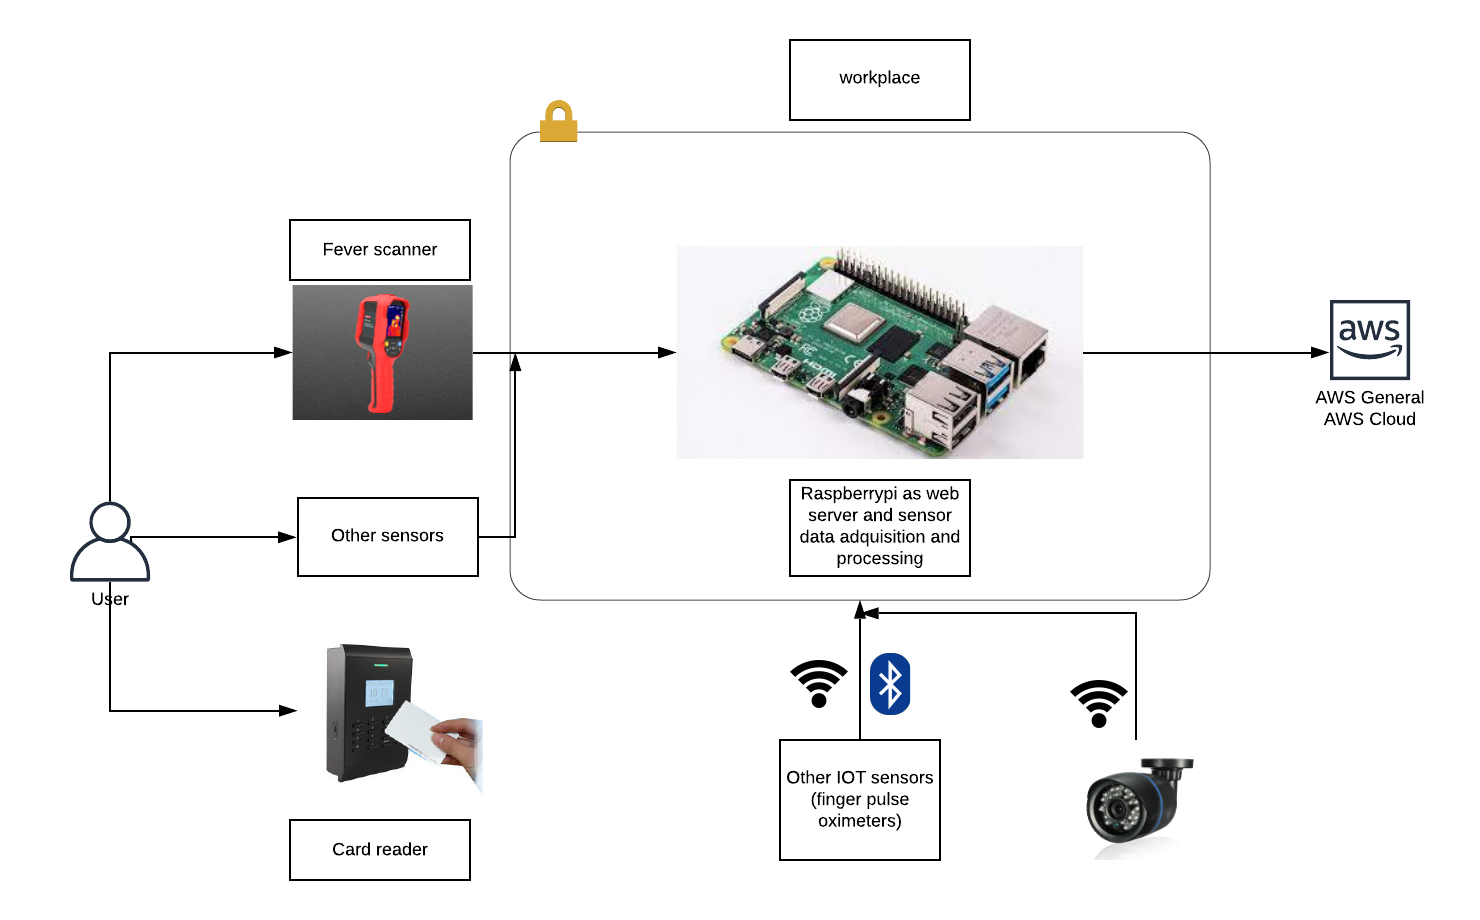 workplace
Fever scanner
aws
AWS General
AWS Cloud
Raspberrypi as web
server and sensor
data adquisition and
processing
Other sensors
User
Other IOT sensors
(finger pulse
oximeters)
Card reader